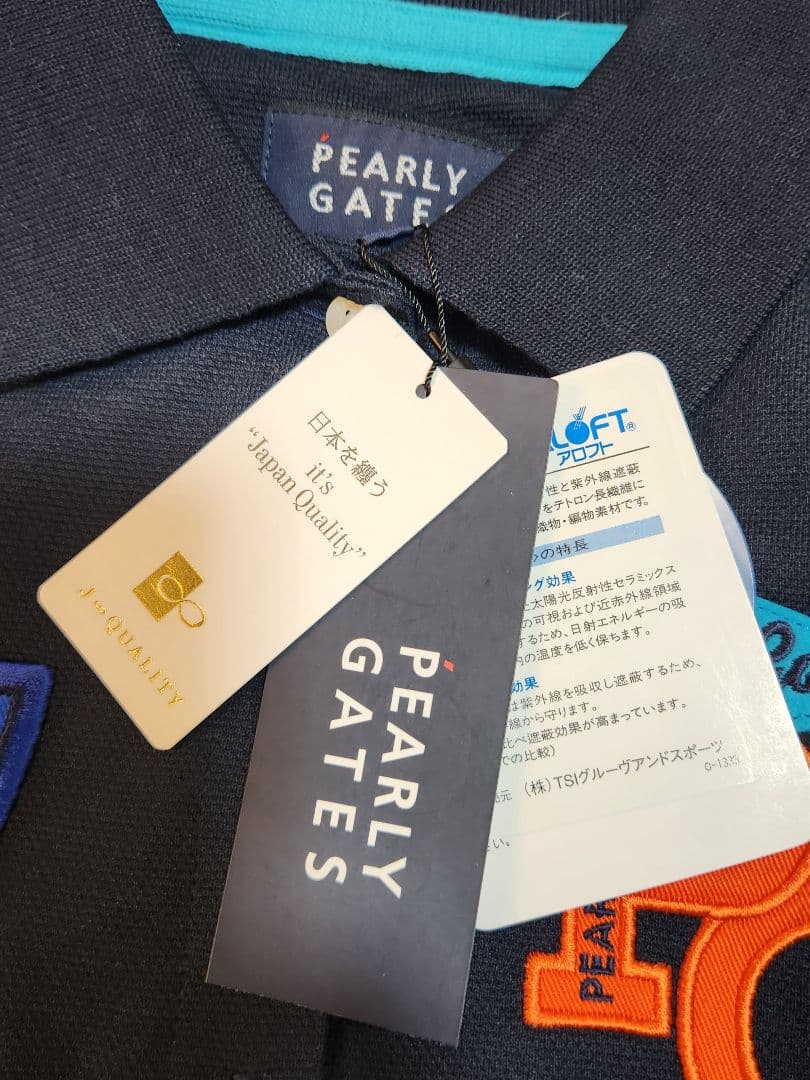 PEARLY
GATES
日本を纏う
it's
"Japan Quality"
J∞QUALITY
PEARLY
GATES
ALOFT®
アロフト
性と紫外線遮蔽
をテトロン長繊維に
織物・編物素材です。
の特長
グ効果
太陽光反射性セラミックス
の可視および近赤外線領域
するため、日射エネルギーの吸
内の温度を低く保ちます。
効果
は紫外線を吸収し遮蔽するため、
線から守ります。
比べ遮蔽効果が高まっています。
での比較)
元 (株)TSIグルーヴアンドスポーツ
さい。
PEAR